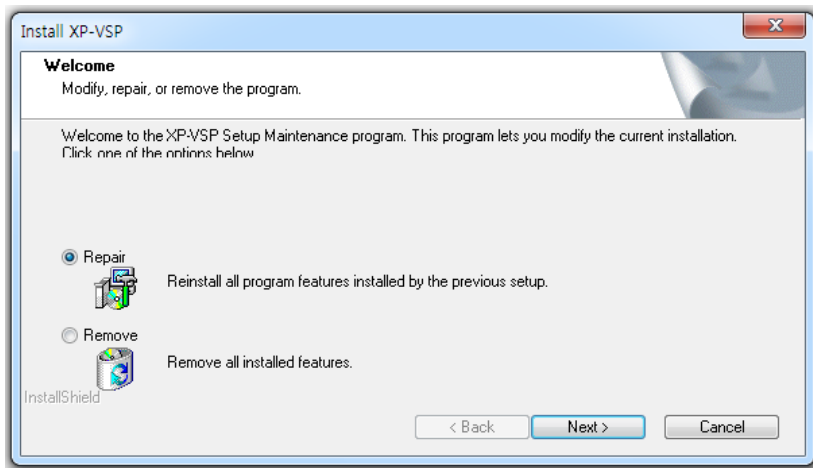 Install XP-VSP
Welcome
Modify, repair, or remove the program.
Welcome to the XP-VSP Setup Maintenance program. This program lets you modify the current installation.
Click one of the options below
Repair
Reinstall all program features installed by the previous setup.
Remove
Remove all installed features.
InstallShield
< Back
Next >
Cancel